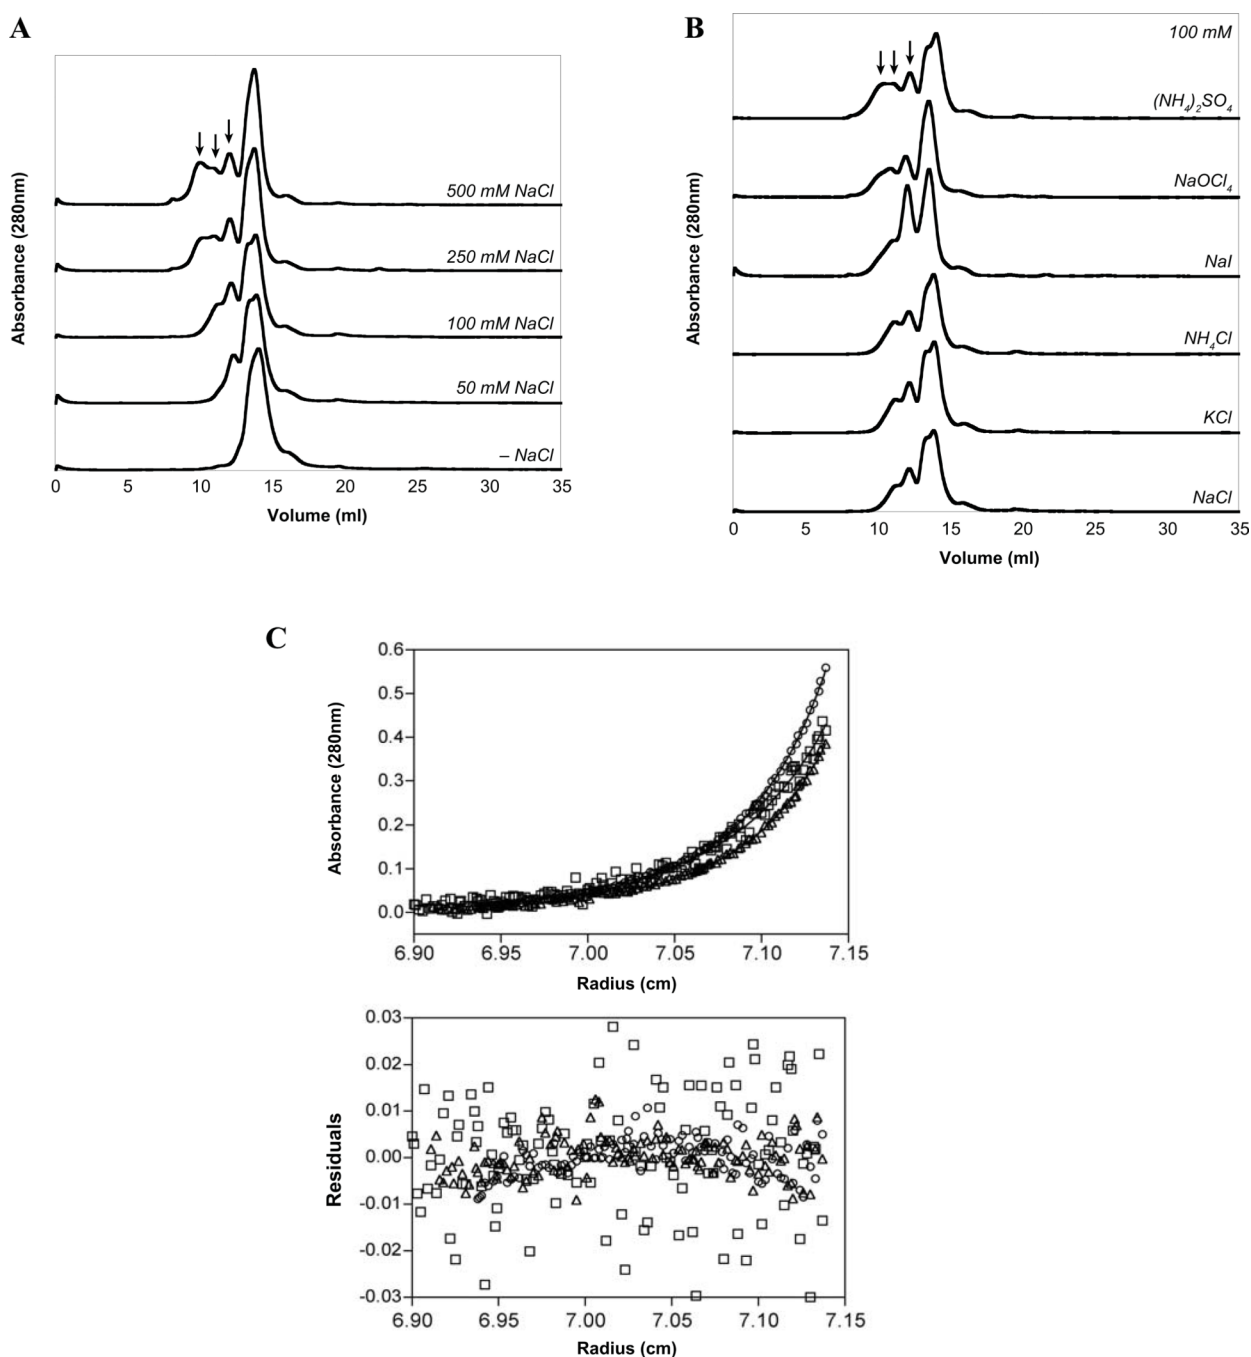 A
Absorbance (280nm)
500 mM NaCl
250 mM NaCl
100 mM NaCl
50 mM NaCl
– NaCl
0 5 10 15 20 25 30 35
Volume (ml)
B
Absorbance (280nm)
100 mM
(NH4)2SO4
NaOCl4
NaI
NH4Cl
KCl
NaCl
0 5 10 15 20 25 30 35
Volume (ml)
C
Absorbance (280nm)
0.6
0.5
0.4
0.3
0.2
0.1
0.0
6.90 6.95 7.00 7.05 7.10 7.15
Radius (cm)
Residuals
0.03
0.02
0.01
0.00
-0.01
-0.02
-0.03
6.90 6.95 7.00 7.05 7.10 7.15
Radius (cm)